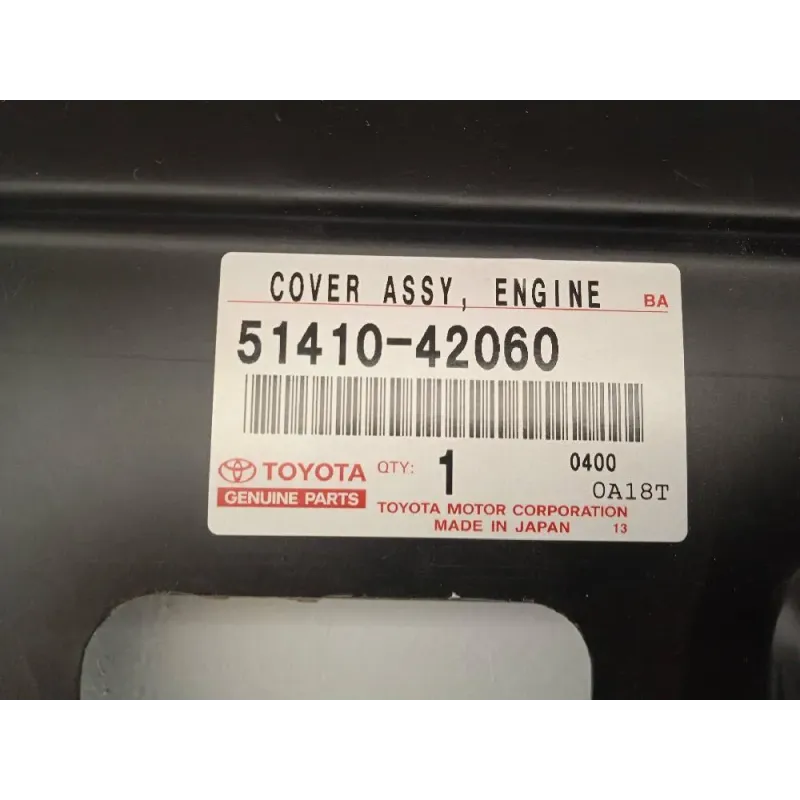 COVER ASSY, ENGINE BA
51410-42060
TOYOTA QTY: 1 0400
GENUINE PARTS 0A18T
TOYOTA MOTOR CORPORATION
MADE IN JAPAN 13